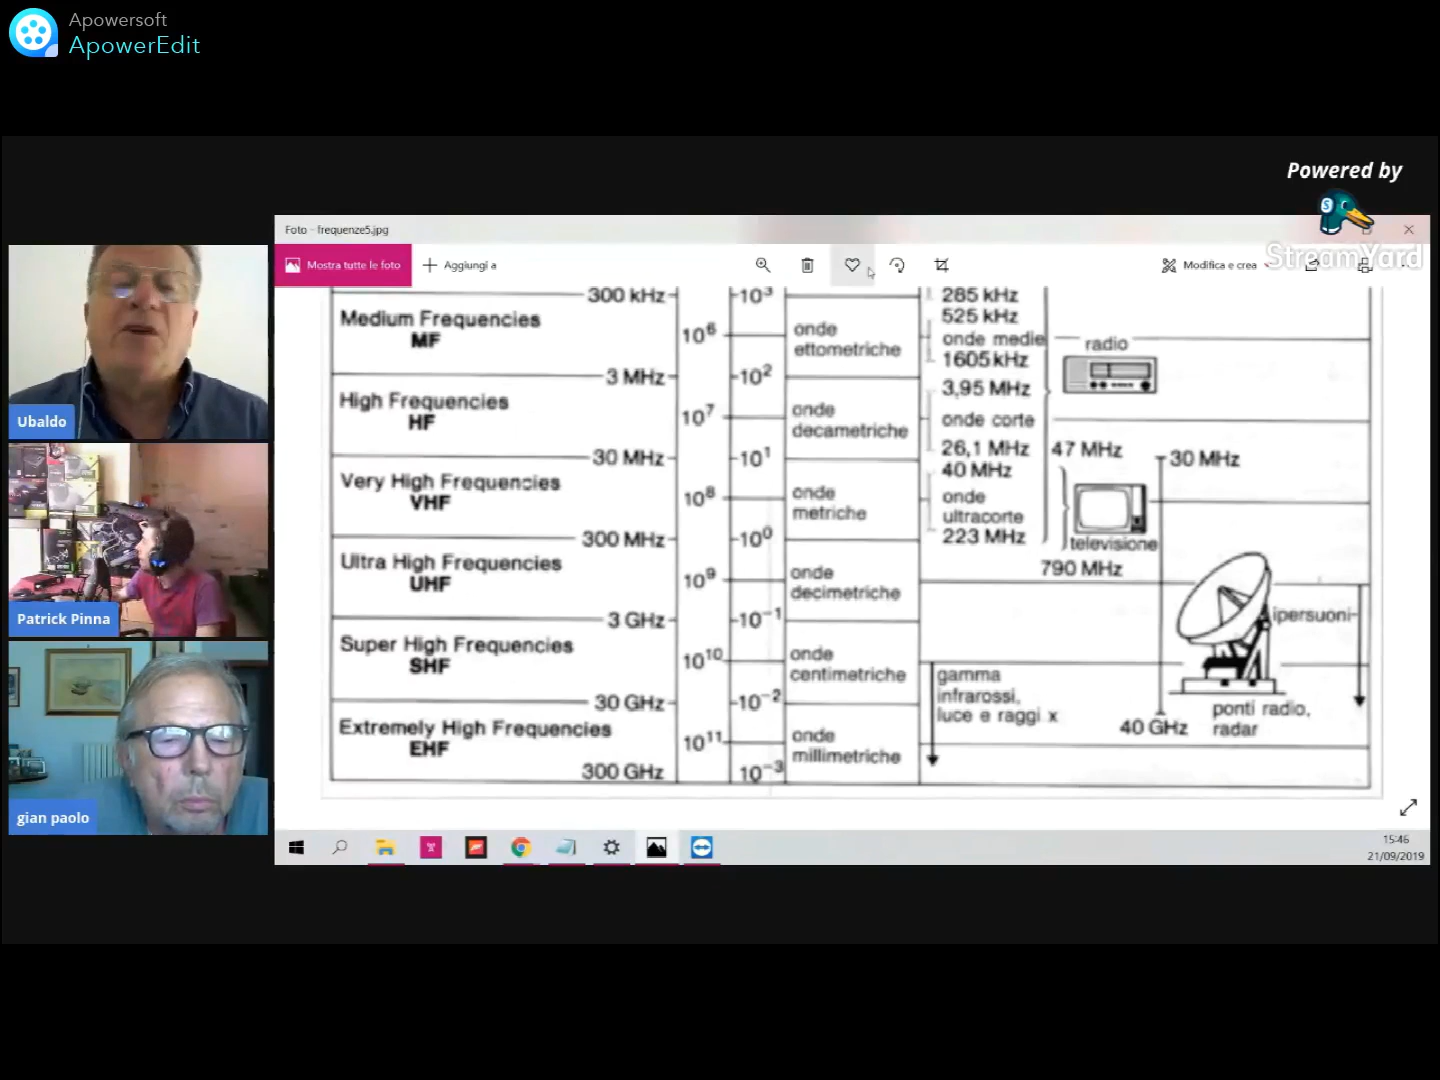 Apowersoft
ApowerEdit
Powered by
StreamYard
Foto - frequenze5.jpg
Mostra tutte le foto
Aggiungi a
Modifica e crea
300 kHz
10³
285 kHz
Medium Frequencies
MF
10⁶
onde
ettometriche
525 kHz
onde medie
1605 kHz
radio
3 MHz
10²
3,95 MHz
High Frequencies
HF
10⁷
onde
decametriche
onde corte
30 MHz
10¹
26,1 MHz
47 MHz
30 MHz
40 MHz
Very High Frequencies
VHF
10⁸
onde
metriche
onde
ultracorte
223 MHz
televisione
300 MHz
10⁰
790 MHz
Ultra High Frequencies
UHF
10⁹
onde
decimetriche
3 GHz
10⁻¹
ipersuoni
Super High Frequencies
SHF
10¹⁰
onde
centimetriche
gamma
infrarossi,
luce e raggi x
30 GHz
10⁻²
40 GHz
ponti radio,
radar
Extremely High Frequencies
EHF
10¹¹
onde
millimetriche
300 GHz
10⁻³
Ubaldo
Patrick Pinna
gian paolo
15:46
21/09/2019